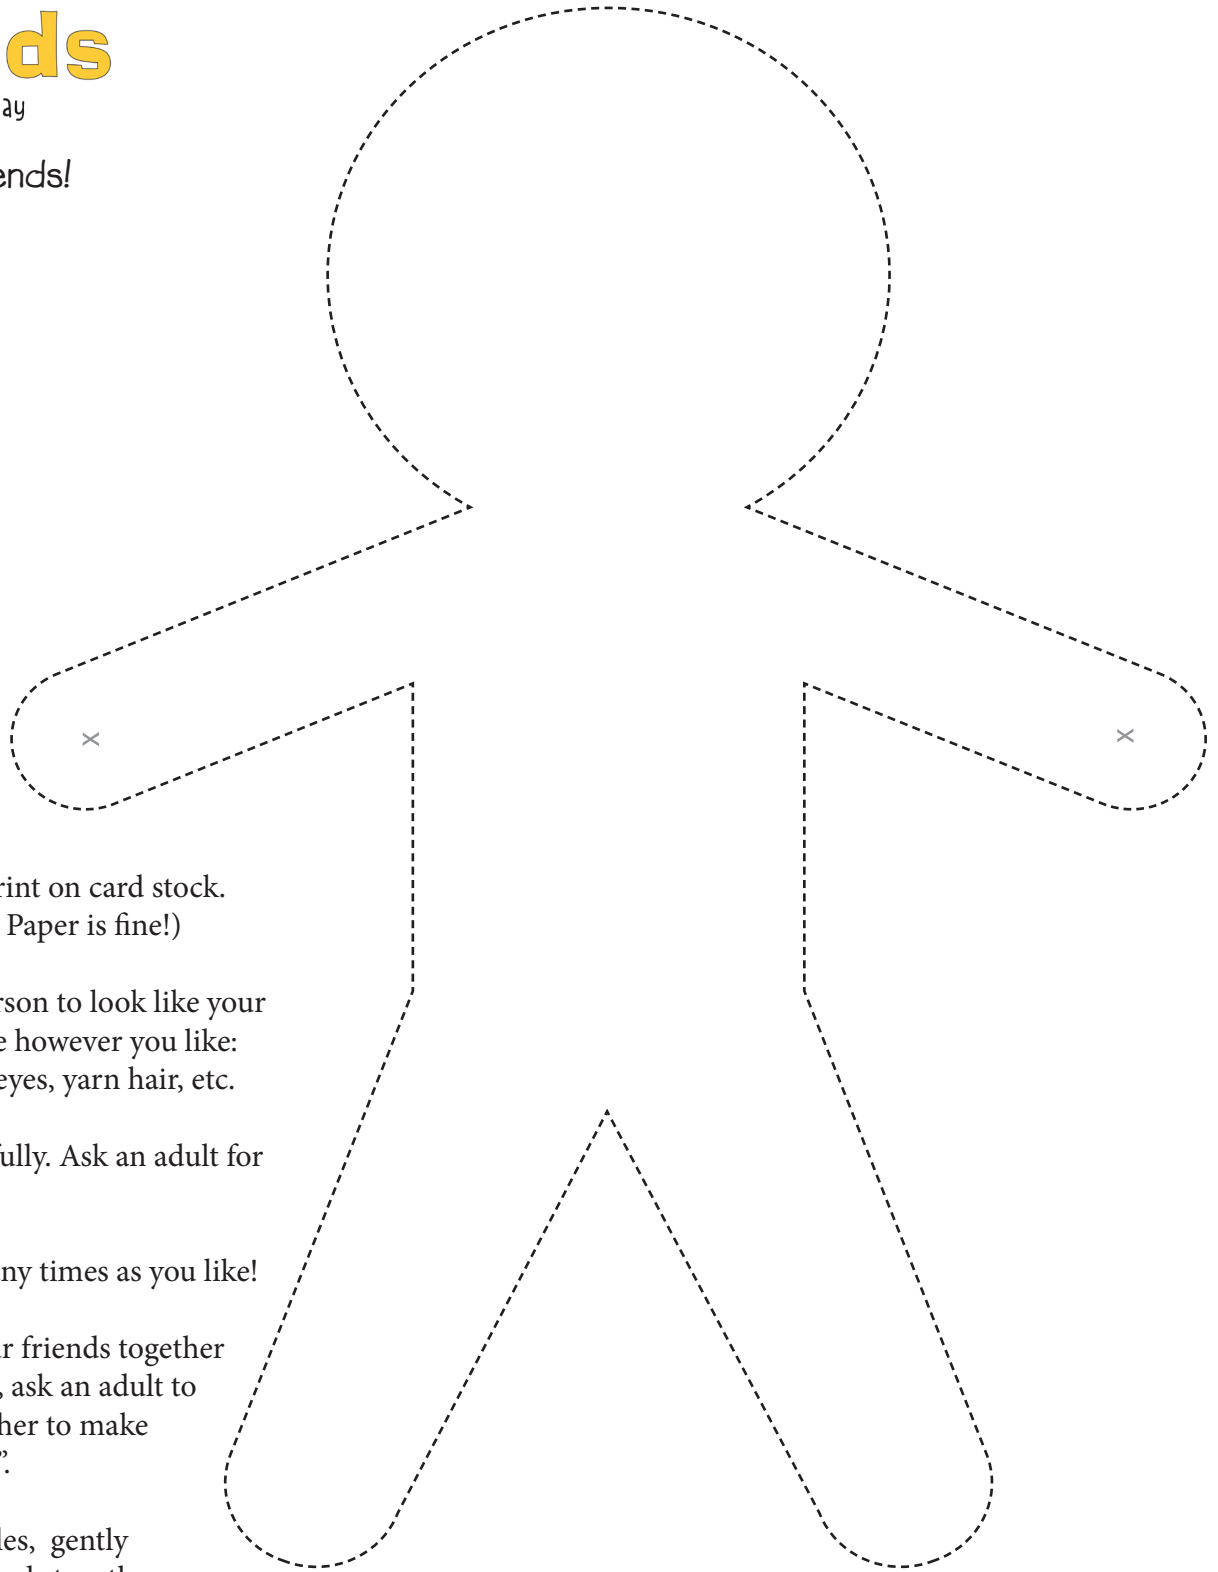 ds
ay
ends!
x
x
rint on card stock.
Paper is fine!)
rson to look like your
e however you like:
eyes, yarn hair, etc.
fully. Ask an adult for
ny times as you like!
r friends together
, ask an adult to
her to make
”.
les, gently